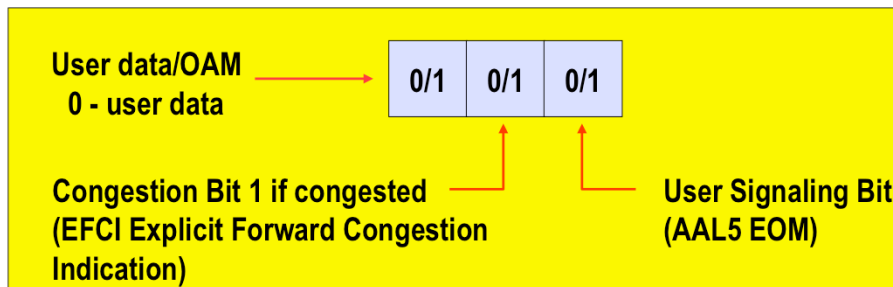 User data/OAM
0 - user data
0/1 0/1 0/1
Congestion Bit 1 if congested
(EFCI Explicit Forward Congestion
Indication)
User Signaling Bit
(AAL5 EOM)